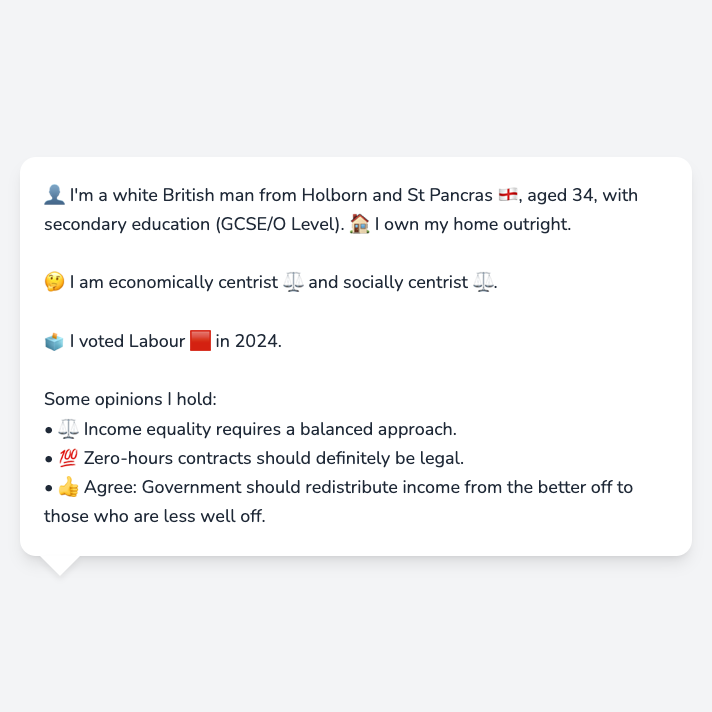 👤 I'm a white British man from Holborn and St Pancras 🏴󠁧󠁢󠁥󠁮󠁧󠁿, aged 34, with
secondary education (GCSE/O Level). 🏠 I own my home outright.
🤔 I am economically centrist ⚖️ and socially centrist ⚖️.
🗳️ I voted Labour 🟥 in 2024.
Some opinions I hold:
• ⚖️ Income equality requires a balanced approach.
• 💯 Zero-hours contracts should definitely be legal.
• 👍 Agree: Government should redistribute income from the better off to
those who are less well off.